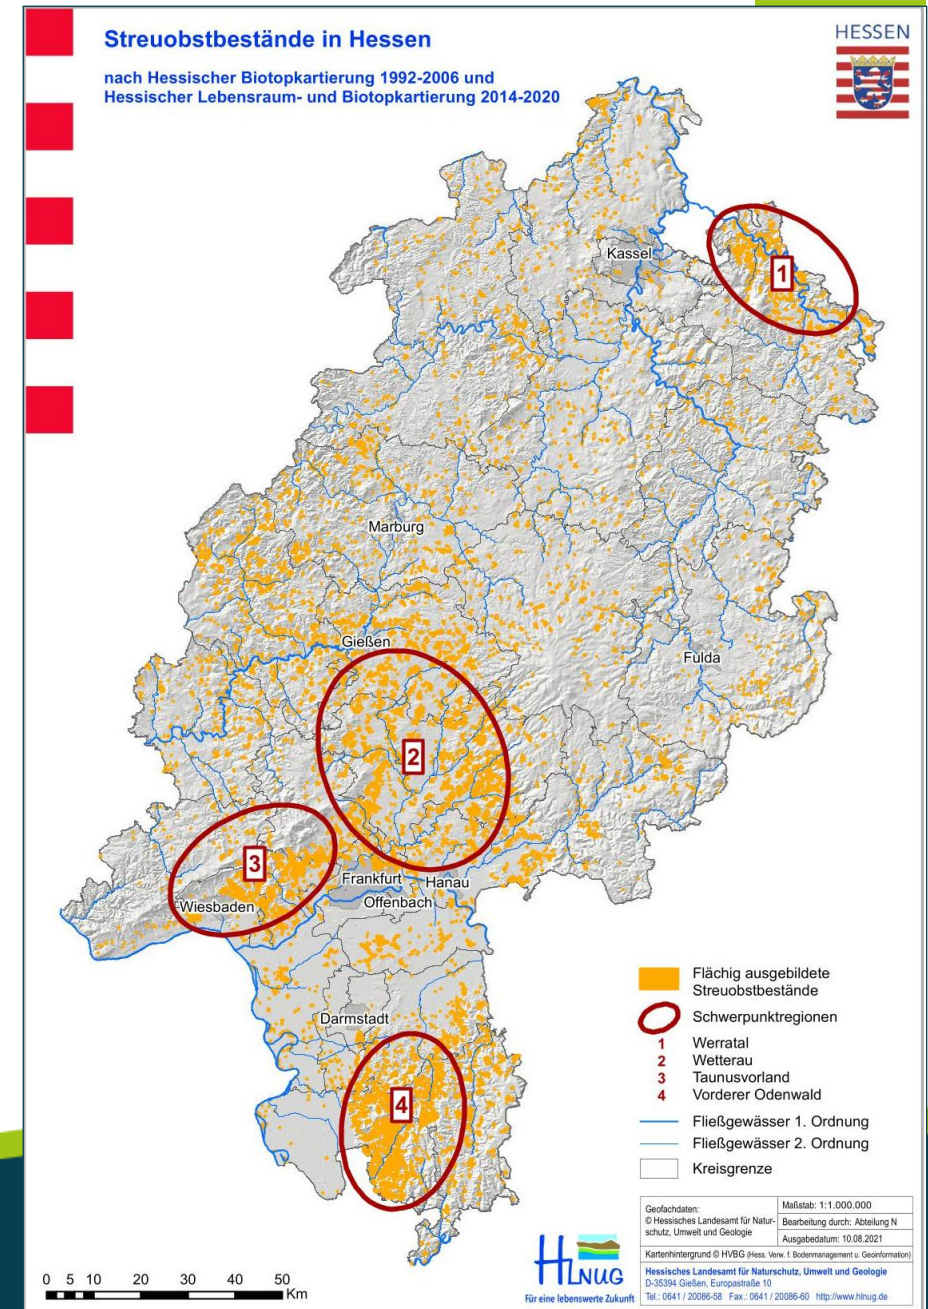 Streuobstbestände in Hessen
nach Hessischer Biotopkartierung 1992-2006 und
Hessischer Lebensraum- und Biotopkartierung 2014-2020
HESSEN
Kassel
1
Marburg
Gießen
Fulda
2
3
Frankfurt
Hanau
Wiesbaden
Offenbach
Darmstadt
4
Flächig ausgebildete
Streuobstbestände
Schwerpunktregionen
1 Werratal
2 Wetterau
3 Taunusvorland
4 Vorderer Odenwald
Fließgewässer 1. Ordnung
Fließgewässer 2. Ordnung
Kreisgrenze
Geofachdaten:
© Hessisches Landesamt für Natur-
schutz, Umwelt und Geologie
Maßstab: 1:1.000.000
Bearbeitung durch: Abteilung N
Ausgabedatum: 10.08.2021
Kartenhintergrund © HVBG (Hess. Verw. f. Bodenmanagement u. Geoinformation)
Hessisches Landesamt für Naturschutz, Umwelt und Geologie
D-35394 Gießen, Europastraße 10
Tel.: 0641 / 20086-58 Fax.: 0641 / 20086-60 http://www.hlnug.de
HLNUG
Für eine lebenswerte Zukunft
0 5 10 20 30 40 50
Km